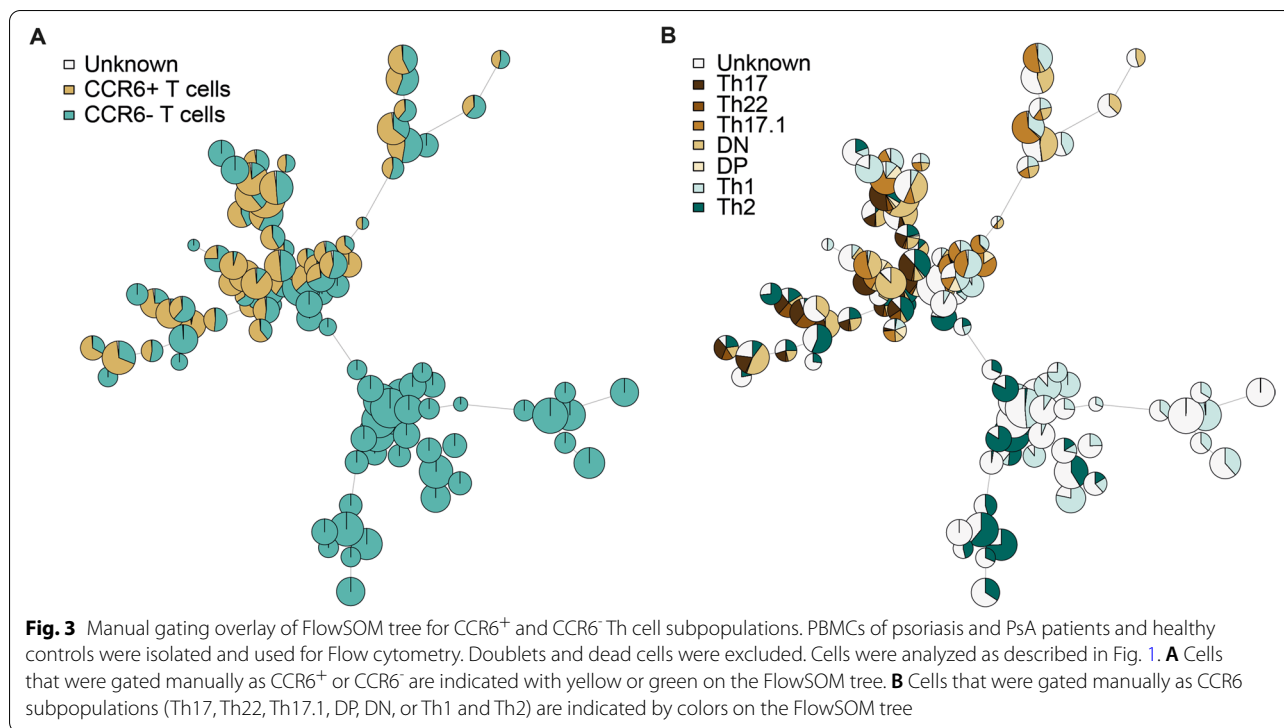 A
Unknown
CCR6+ T cells
CCR6- T cells
B
Unknown
Th17
Th22
Th17.1
DN
DP
Th1
Th2
Fig. 3 Manual gating overlay of FlowSOM tree for CCR6+ and CCR6- Th cell subpopulations. PBMCs of psoriasis and PsA patients and healthy
controls were isolated and used for Flow cytometry. Doublets and dead cells were excluded. Cells were analyzed as described in Fig. 1. A Cells
that were gated manually as CCR6+ or CCR6- are indicated with yellow or green on the FlowSOM tree. B Cells that were gated manually as CCR6
subpopulations (Th17, Th22, Th17.1, DP, DN, or Th1 and Th2) are indicated by colors on the FlowSOM tree